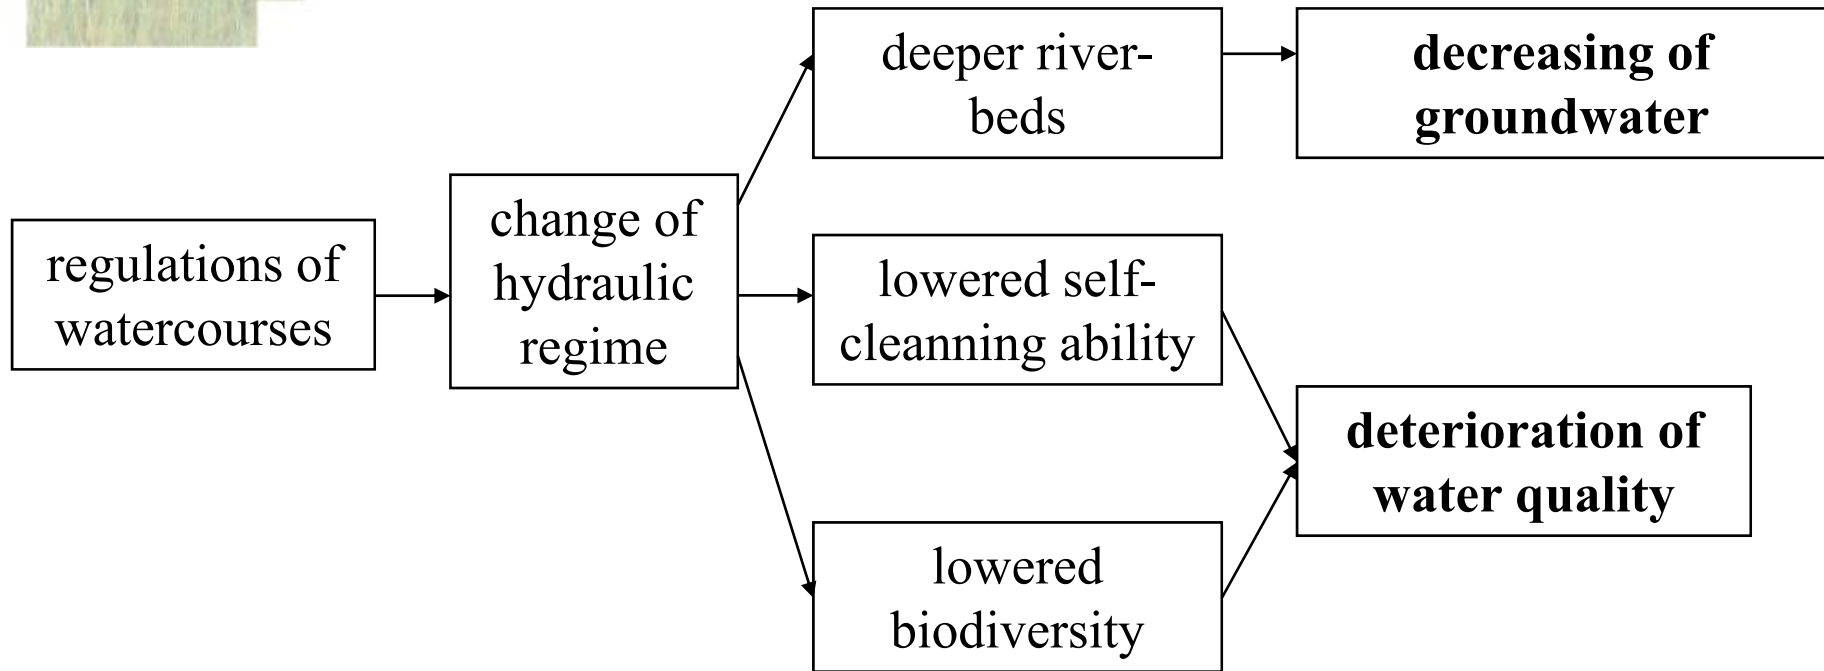 regulations of
watercourses
change of
hydraulic
regime
deeper river-
beds
decreasing of
groundwater
lowered self-
cleanning ability
deterioration of
water quality
lowered
biodiversity